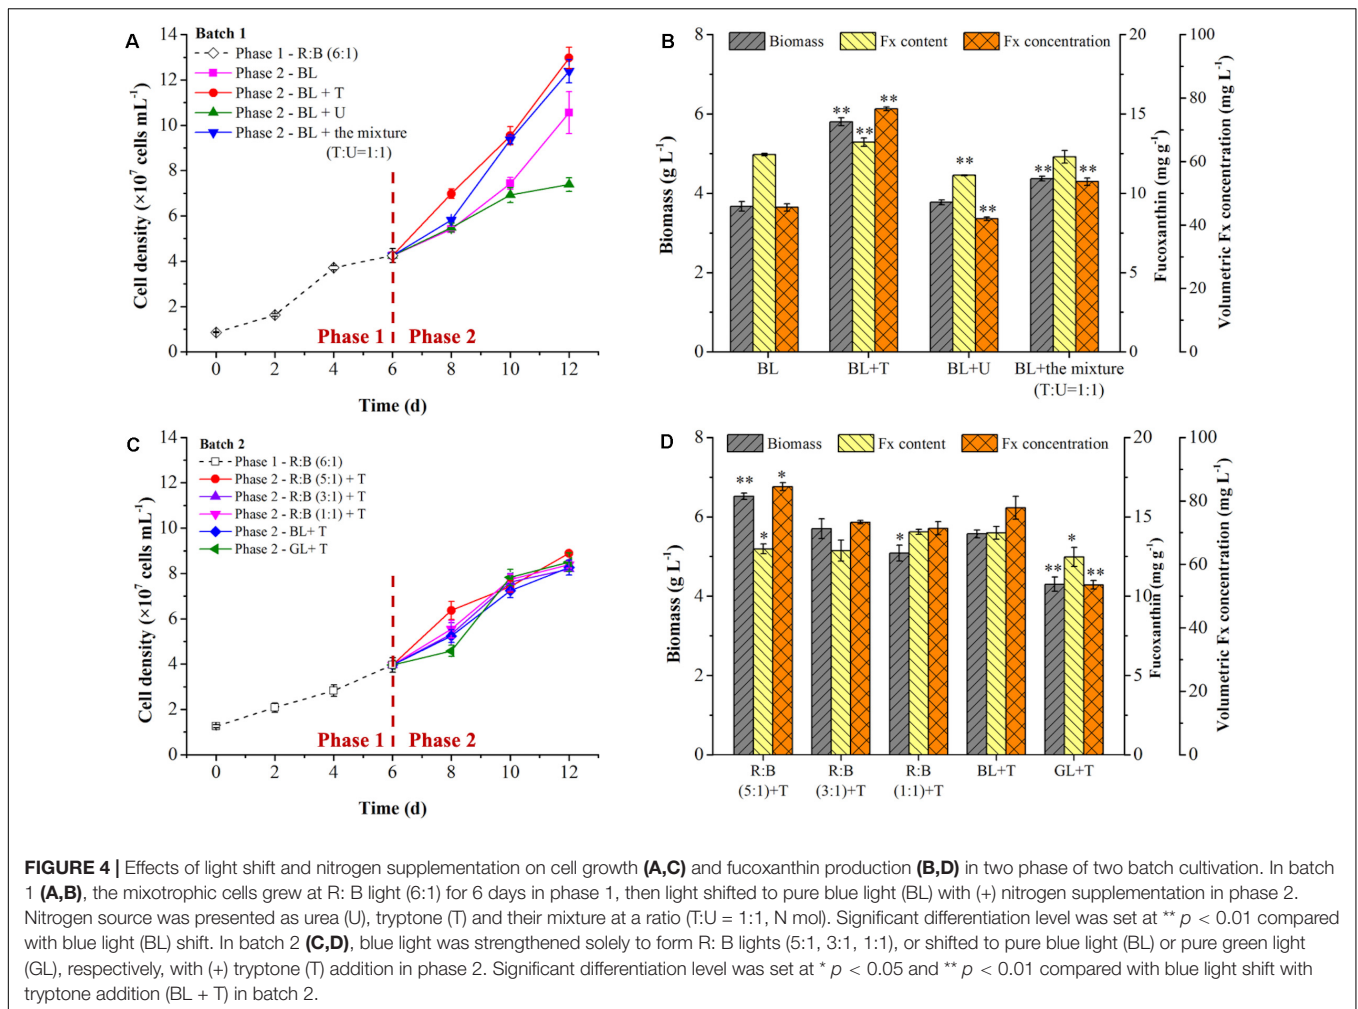 A
Batch 1
Phase 1 - R:B (6:1)
Phase 2 - BL
Phase 2 - BL + T
Phase 2 - BL + U
Phase 2 - BL + the mixture
(T:U=1:1)
Cell density (×10⁷ cells mL⁻¹)
14
12
10
8
6
4
2
0
Phase 1
Phase 2
0 2 4 6 8 10 12
Time (d)
B
Biomass
Fx content
Fx concentration
Biomass (g L⁻¹)
8
6
4
2
0
** ** **
** **
** **
Fucoxanthin (mg g⁻¹)
20
15
10
5
0
Volumetric Fx concentration (mg L⁻¹)
100
80
60
40
20
0
BL BL+T BL+U BL+the mixture
(T:U=1:1)
C
Batch 2
Phase 1 - R:B (6:1)
Phase 2 - R:B (5:1) + T
Phase 2 - R:B (3:1) + T
Phase 2 - R:B (1:1) + T
Phase 2 - BL+ T
Phase 2 - GL+ T
Cell density (×10⁷ cells mL⁻¹)
14
12
10
8
6
4
2
0
Phase 1
Phase 2
0 2 4 6 8 10 12
Time (d)
D
Biomass
Fx content
Fx concentration
Biomass (g L⁻¹)
8
6
4
2
0
** * *
*
** * **
Fucoxanthin (mg g⁻¹)
20
15
10
5
0
Volumetric Fx concentration (mg L⁻¹)
100
80
60
40
20
0
R:B R:B R:B BL+T GL+T
(5:1)+T (3:1)+T (1:1)+T
FIGURE 4 | Effects of light shift and nitrogen supplementation on cell growth (A,C) and fucoxanthin production (B,D) in two phase of two batch cultivation. In batch
1 (A,B), the mixotrophic cells grew at R: B light (6:1) for 6 days in phase 1, then light shifted to pure blue light (BL) with (+) nitrogen supplementation in phase 2.
Nitrogen source was presented as urea (U), tryptone (T) and their mixture at a ratio (T:U = 1:1, N mol). Significant differentiation level was set at ** p < 0.01 compared
with blue light (BL) shift. In batch 2 (C,D), blue light was strengthened solely to form R: B lights (5:1, 3:1, 1:1), or shifted to pure blue light (BL) or pure green light
(GL), respectively, with (+) tryptone (T) addition in phase 2. Significant differentiation level was set at * p < 0.05 and ** p < 0.01 compared with blue light shift with
tryptone addition (BL + T) in batch 2.